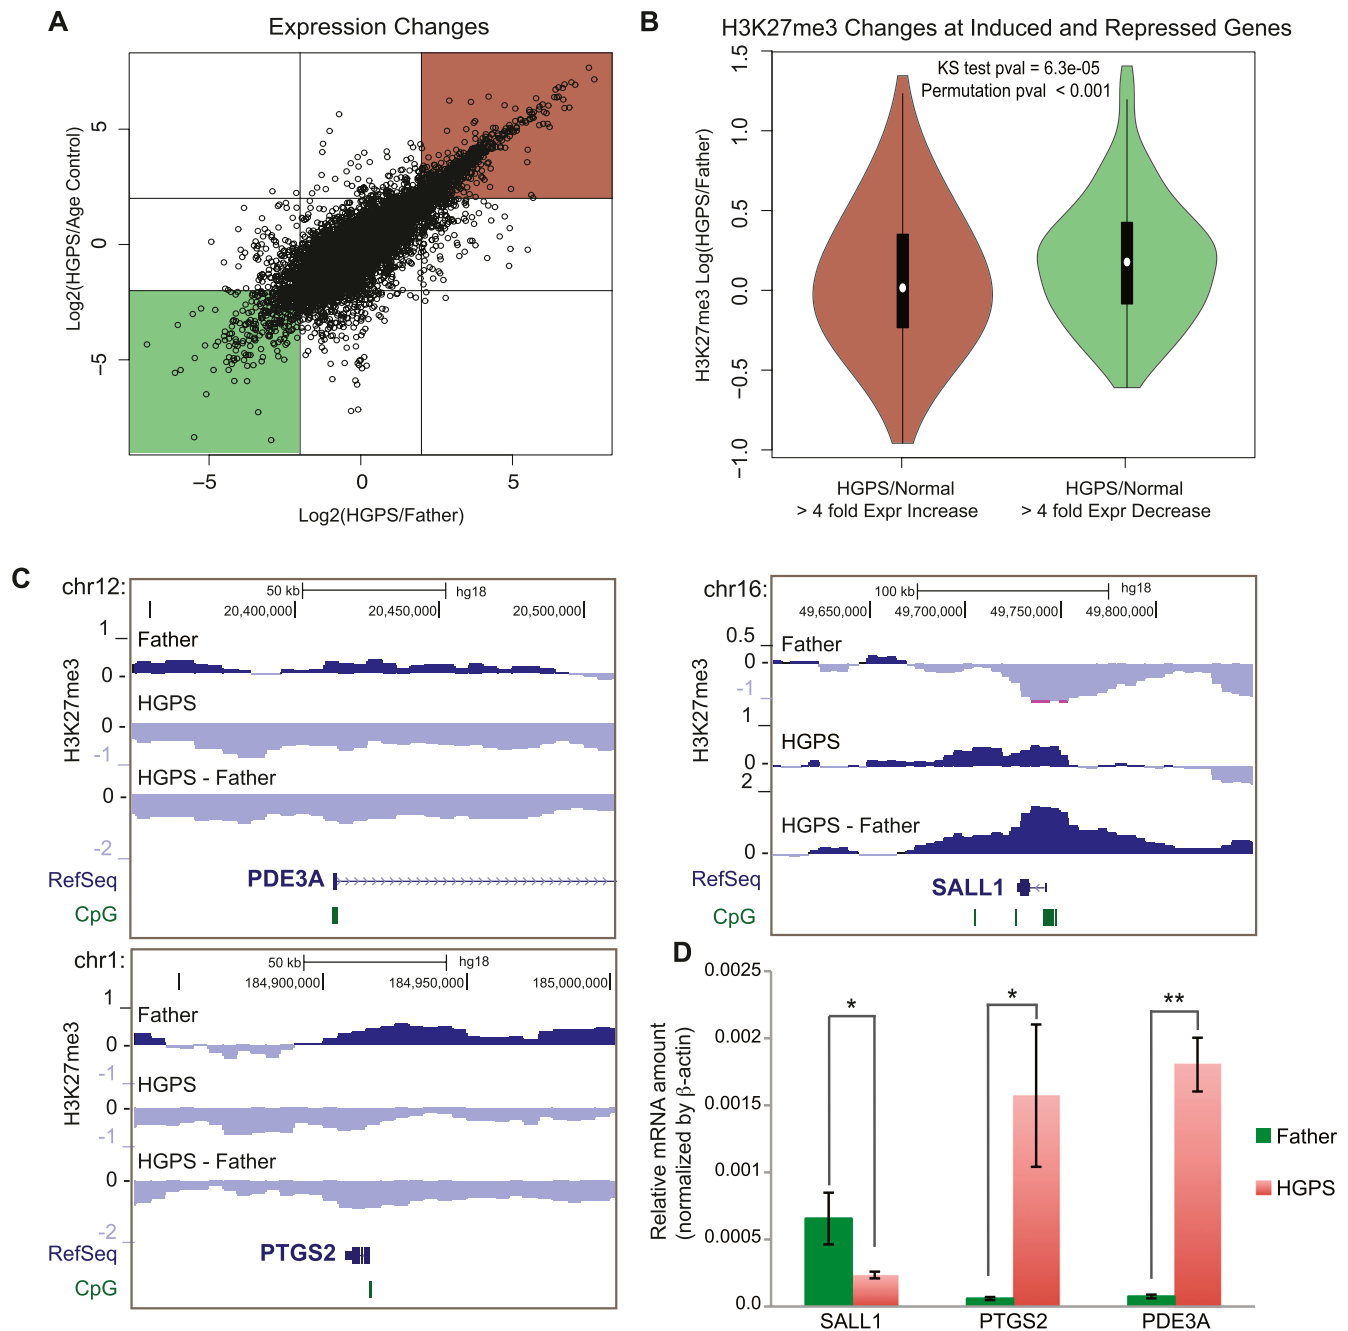 A
Expression Changes
Log2(HGPS/Age Control)
5
0
−5
−5
0
5
Log2(HGPS/Father)
B
H3K27me3 Changes at Induced and Repressed Genes
KS test pval = 6.3e-05
Permutation pval < 0.001
H3K27me3 Log(HGPS/Father)
1.5
1.0
0.5
0.0
−0.5
−1.0
HGPS/Normal
> 4 fold Expr Increase
HGPS/Normal
> 4 fold Expr Decrease
C
chr12:
50 kb
hg18
20,400,000
20,450,000
20,500,000
H3K27me3
1
Father
0
HGPS
0
-1
HGPS - Father
0
-2
RefSeq
PDE3A
CpG
chr16:
100 kb
hg18
49,650,000
49,700,000
49,750,000
49,800,000
H3K27me3
0.5
Father
0
-1
1
HGPS
0
2
HGPS - Father
0
RefSeq
SALL1
CpG
chr1:
50 kb
hg18
184,900,000
184,950,000
185,000,000
H3K27me3
1
Father
0
-1
HGPS
0
-1
HGPS - Father
0
-2
RefSeq
PTGS2
CpG
D
Relative mRNA amount
(normalized by β-actin)
0.0025
0.002
0.0015
0.001
0.0005
0.0
*
*
**
SALL1
PTGS2
PDE3A
Father
HGPS